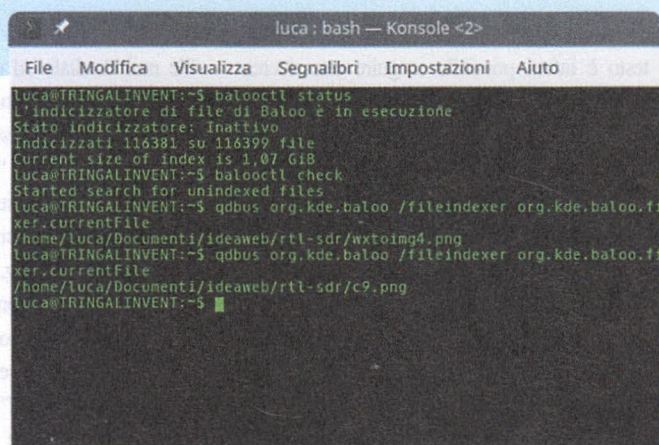 luca : bash — Konsole <2>
File Modifica Visualizza Segnalibri Impostazioni Aiuto
luca@TRINGALINVENT:~$ balooctl status
L'indicizzatore di file di Baloo è in esecuzione
Stato indicizzatore: Inattivo
Indicizzati 116381 su 116399 file
Current size of index is 1,07 GiB
luca@TRINGALINVENT:~$ balooctl check
Started search for unindexed files
luca@TRINGALINVENT:~$ qdbus org.kde.baloo /fileindexer org.kde.baloo.fi
xer.currentFile
/home/luca/Documenti/ideaweb/rtl-sdr/wxtoimg4.png
luca@TRINGALINVENT:~$ qdbus org.kde.baloo /fileindexer org.kde.baloo.fi
xer.currentFile
/home/luca/Documenti/ideaweb/rtl-sdr/c9.png
luca@TRINGALINVENT:~$